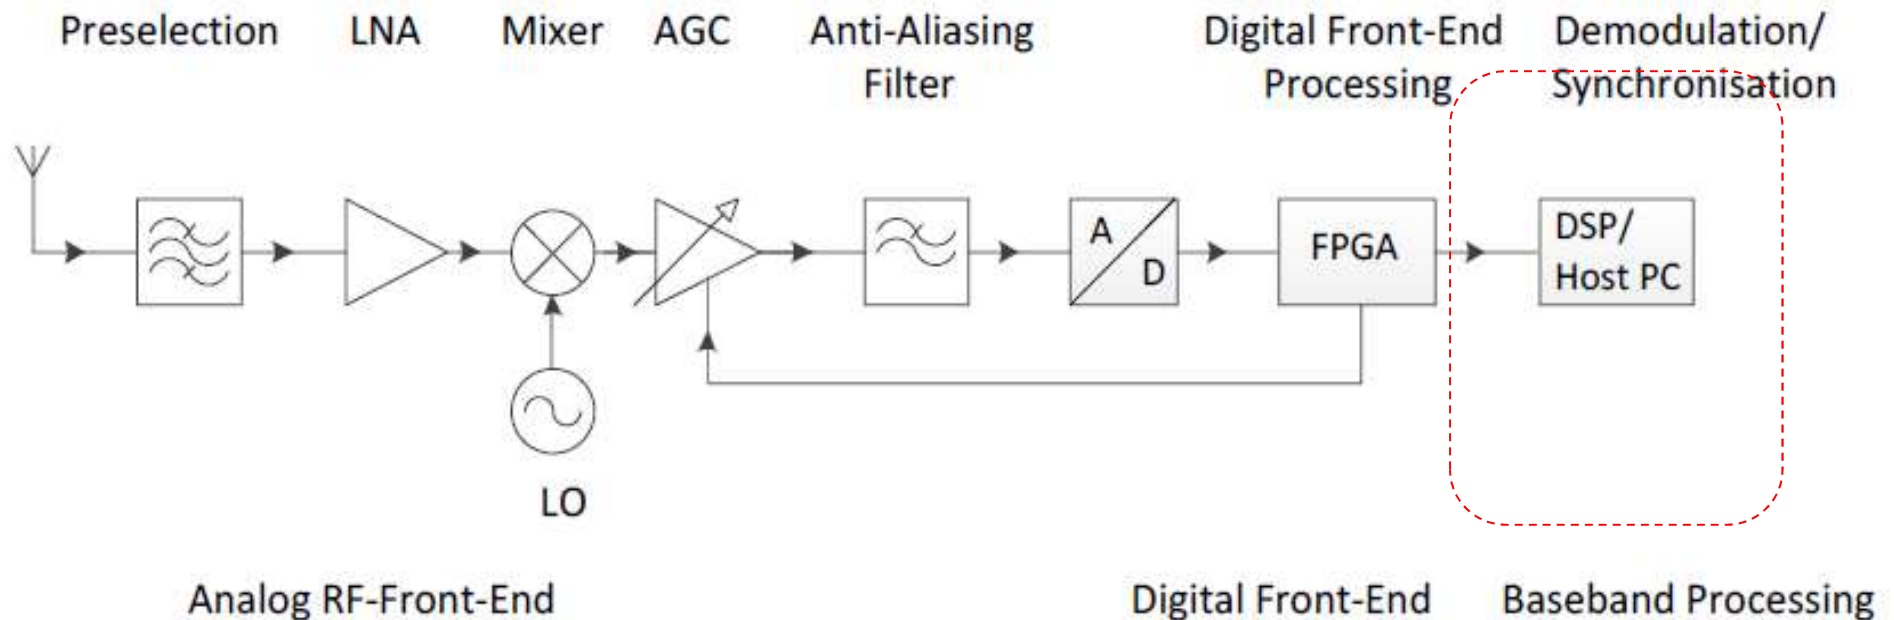 Preselection
LNA
Mixer
AGC
Anti-Aliasing
Filter
Digital Front-End
Processing
Demodulation/
Synchronisation
A
D
FPGA
DSP/
Host PC
LO
Analog RF-Front-End
Digital Front-End
Baseband Processing